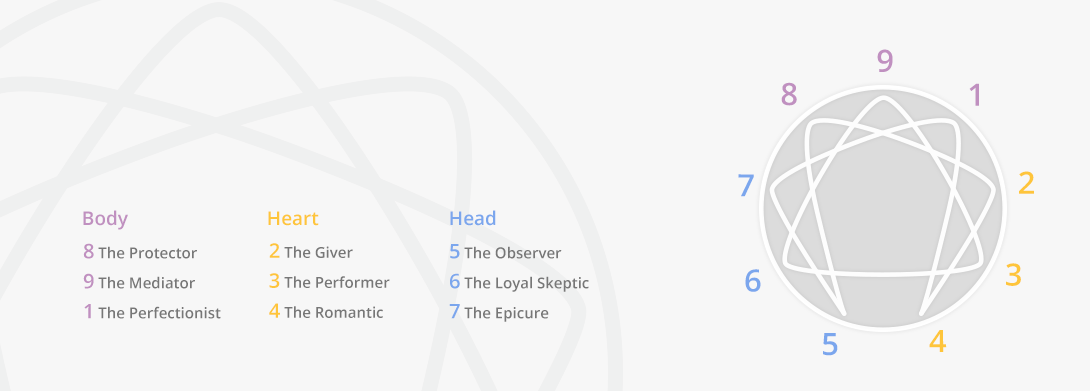 Body
8 The Protector
9 The Mediator
1 The Perfectionist
Heart
2 The Giver
3 The Performer
4 The Romantic
Head
5 The Observer
6 The Loyal Skeptic
7 The Epicure
9
8
1
7
2
6
3
5
4